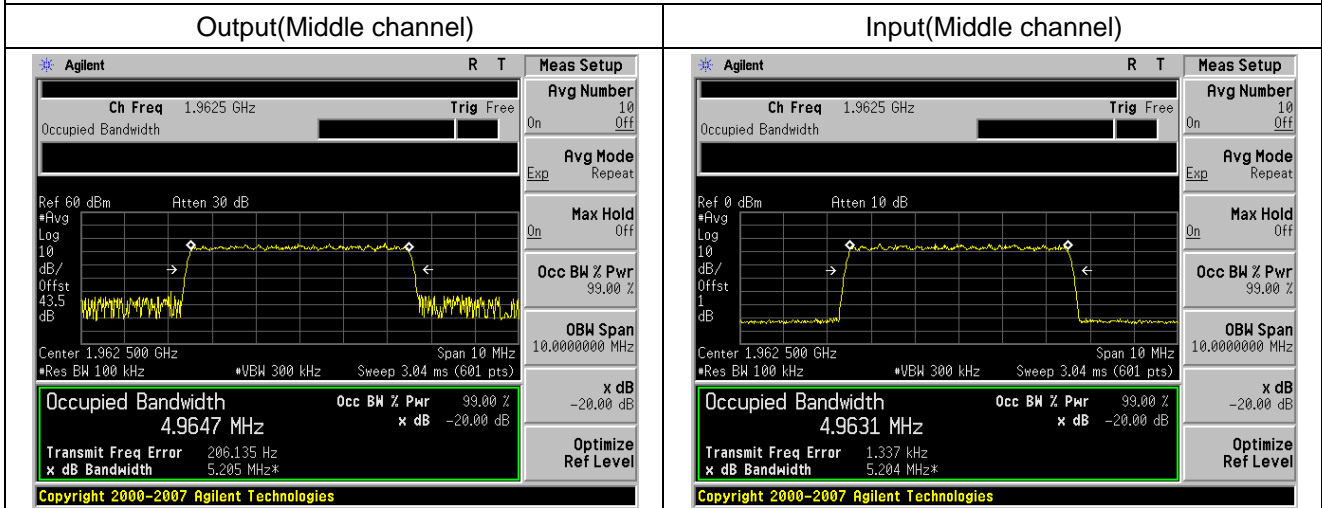 Output(Middle channel)
Agilent R T
Ch Freq 1.9625 GHz Trig Free
Occupied Bandwidth
Ref 60 dBm Atten 30 dB
#Avg
Log
10
dB/
Offst
43.5
dB
Center 1.962 500 GHz Span 10 MHz
#Res BW 100 kHz #VBW 300 kHz Sweep 3.04 ms (601 pts)
Occupied Bandwidth Occ BW % Pwr 99.00 %
4.9647 MHz x dB -20.00 dB
Transmit Freq Error 206.135 Hz
x dB Bandwidth 5.205 MHz*
Copyright 2000-2007 Agilent Technologies
Meas Setup
Avg Number
10
On Off
Avg Mode
Exp Repeat
Max Hold
On Off
Occ BW % Pwr
99.00 %
OBW Span
10.0000000 MHz
x dB
-20.00 dB
Optimize
Ref Level
Input(Middle channel)
Agilent R T
Ch Freq 1.9625 GHz Trig Free
Occupied Bandwidth
Ref 0 dBm Atten 10 dB
#Avg
Log
10
dB/
Offst
1
dB
Center 1.962 500 GHz Span 10 MHz
#Res BW 100 kHz #VBW 300 kHz Sweep 3.04 ms (601 pts)
Occupied Bandwidth Occ BW % Pwr 99.00 %
4.9631 MHz x dB -20.00 dB
Transmit Freq Error 1.337 kHz
x dB Bandwidth 5.204 MHz*
Copyright 2000-2007 Agilent Technologies
Meas Setup
Avg Number
10
On Off
Avg Mode
Exp Repeat
Max Hold
On Off
Occ BW % Pwr
99.00 %
OBW Span
10.0000000 MHz
x dB
-20.00 dB
Optimize
Ref Level